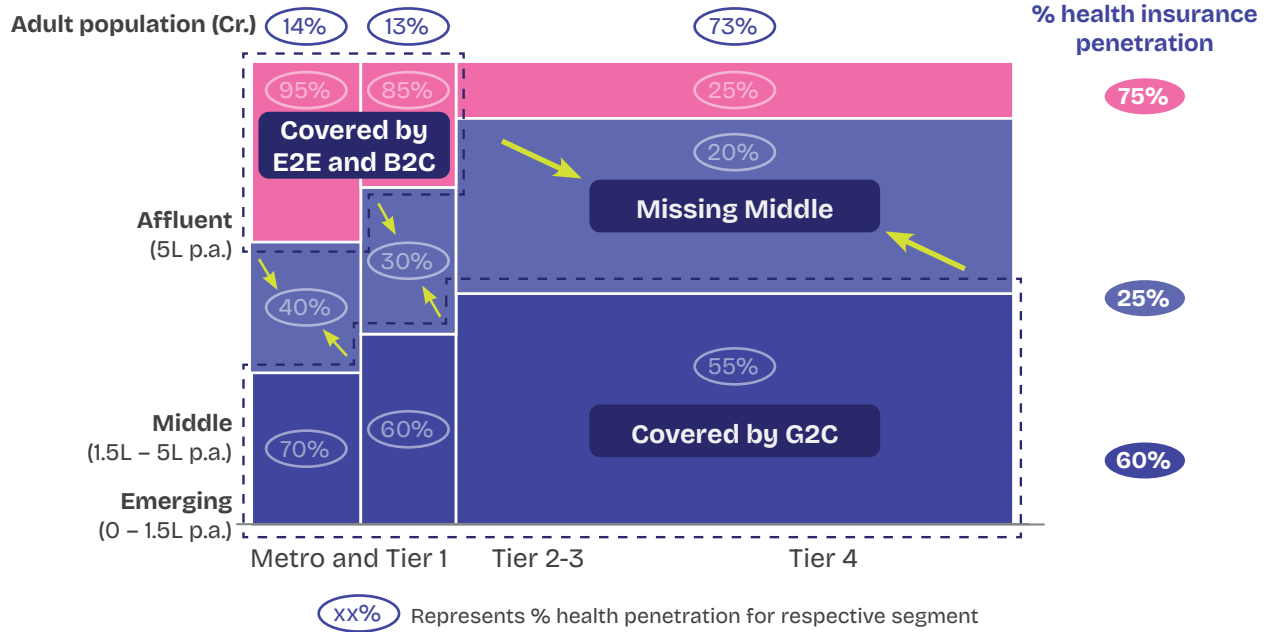 Adult population (Cr.) 14% 13% 73%
% health insurance
penetration
95% 85% 25% 75%
Covered by
E2E and B2C
20%
Missing Middle
Affluent
(5L p.a.)
30%
40%
25%
55%
Middle
(1.5L – 5L p.a.)
60%
Covered by G2C
70%
60%
Emerging
(0 – 1.5L p.a.)
Metro and Tier 1 Tier 2-3 Tier 4
xx% Represents % health penetration for respective segment